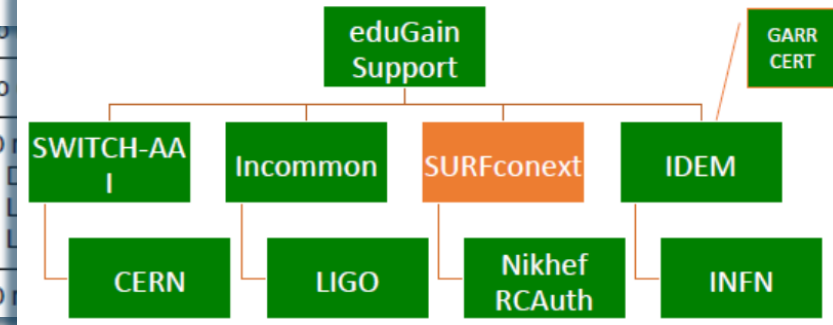 eduGain
Support
GARR
CERT
SWITCH-AA
I
Incommon
SURFconext
IDEM
CERN
LIGO
Nikhef
RCAuth
INFN